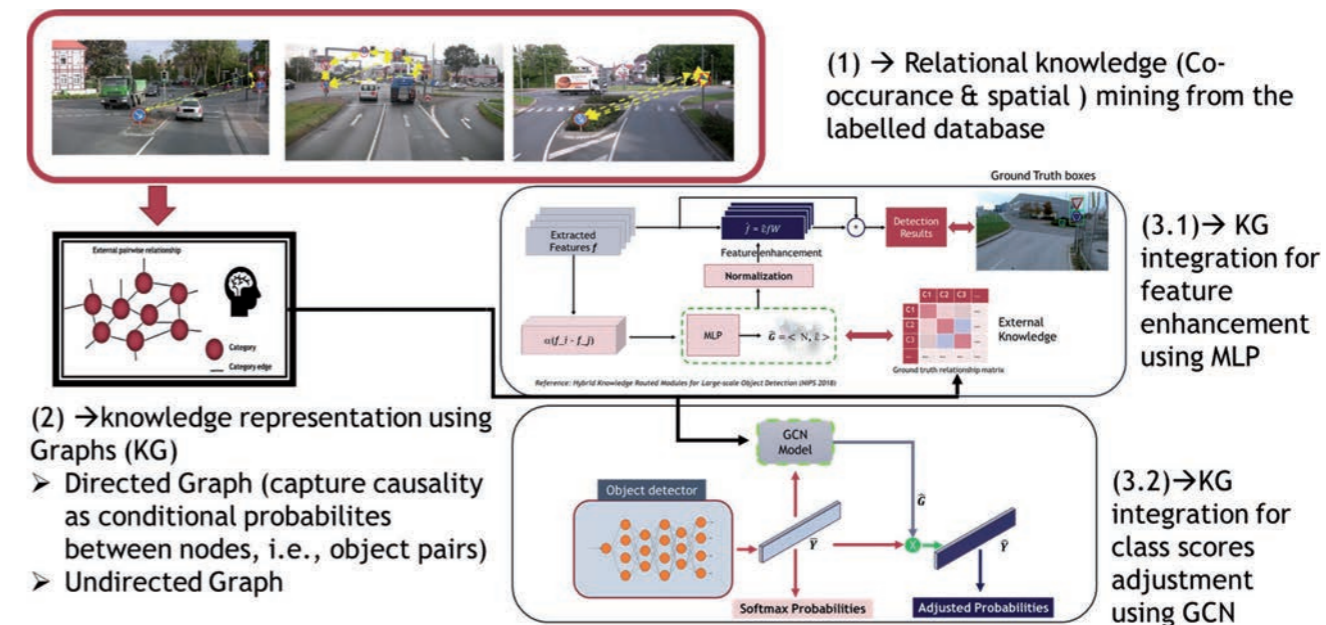 (1) → Relational knowledge (Co-
occurance & spatial ) mining from the
labelled database
External pairwise relationship
Category
Category edge
(2) →knowledge representation using
Graphs (KG)
➢ Directed Graph (capture causality
as conditional probabilites
between nodes, i.e., object pairs)
➢ Undirected Graph
Ground Truth boxes
Extracted
Features f
Feature enhancement
Detection
Results
Normalization
α(f_i - f_j)
MLP
C1 C2 C3 ...
C1
C2
C3
External
Knowledge
Ground truth relationship matrix
Reference: Hybrid Knowledge Routed Modules for Large-scale Object Detection (NIPS 2018)
(3.1)→ KG
integration for
feature
enhancement
using MLP
GCN
Model
Object detector
Softmax Probabilities
Adjusted Probabilities
(3.2)→KG
integration for
class scores
adjustment
using GCN